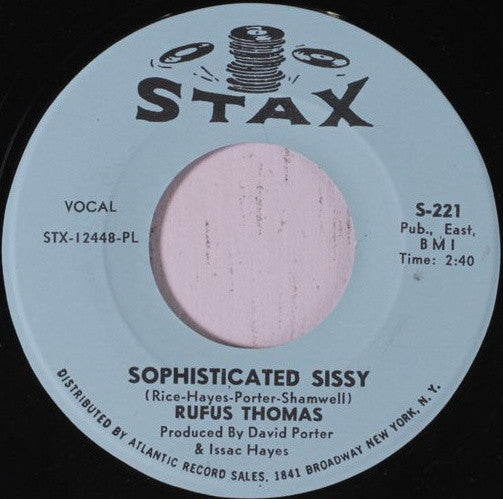 STAX
VOCAL
STX-12448-PL
S-221
Pub., East,
BMI
Time: 2:40
SOPHISTICATED SISSY
(Rice-Hayes-Porter-Shamwell)
RUFUS THOMAS
Produced By David Porter
& Issac Hayes
DISTRIBUTED BY ATLANTIC RECORD SALES, 1841 BROADWAY NEW YORK, N. Y.